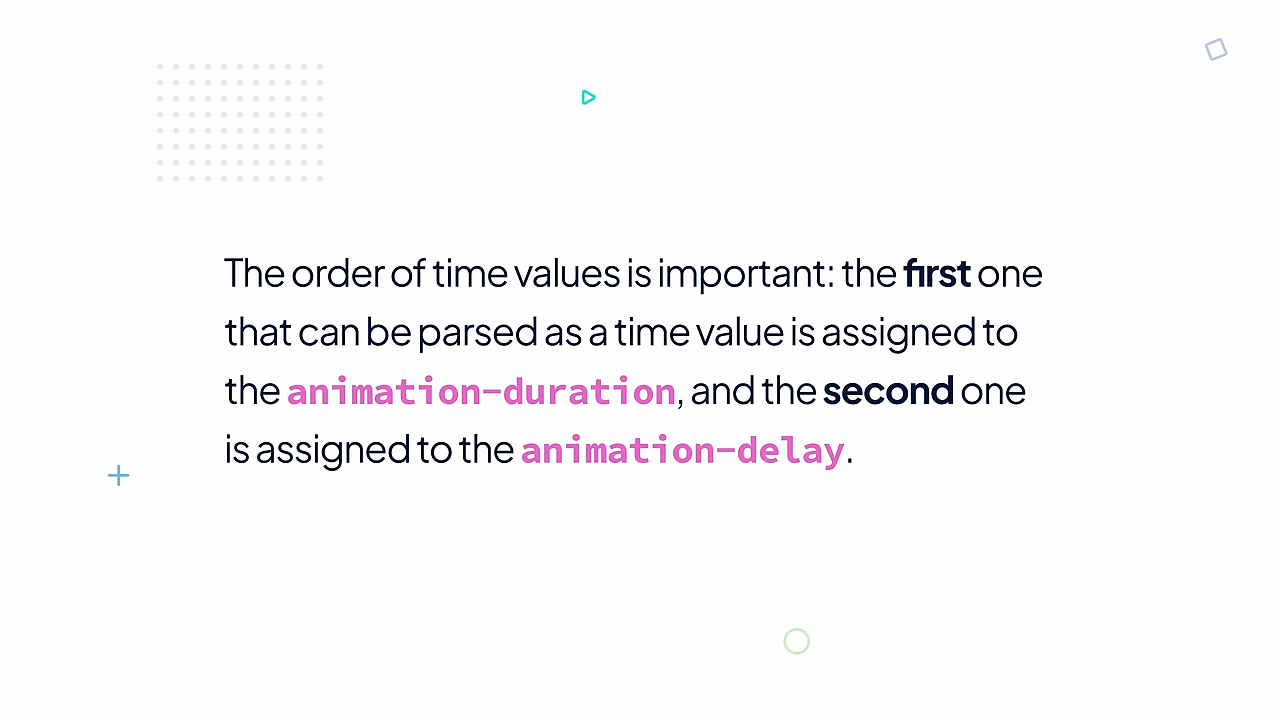 The order of time values is important: the first one
that can be parsed as a time value is assigned to
the animation-duration, and the second one
is assigned to the animation-delay.